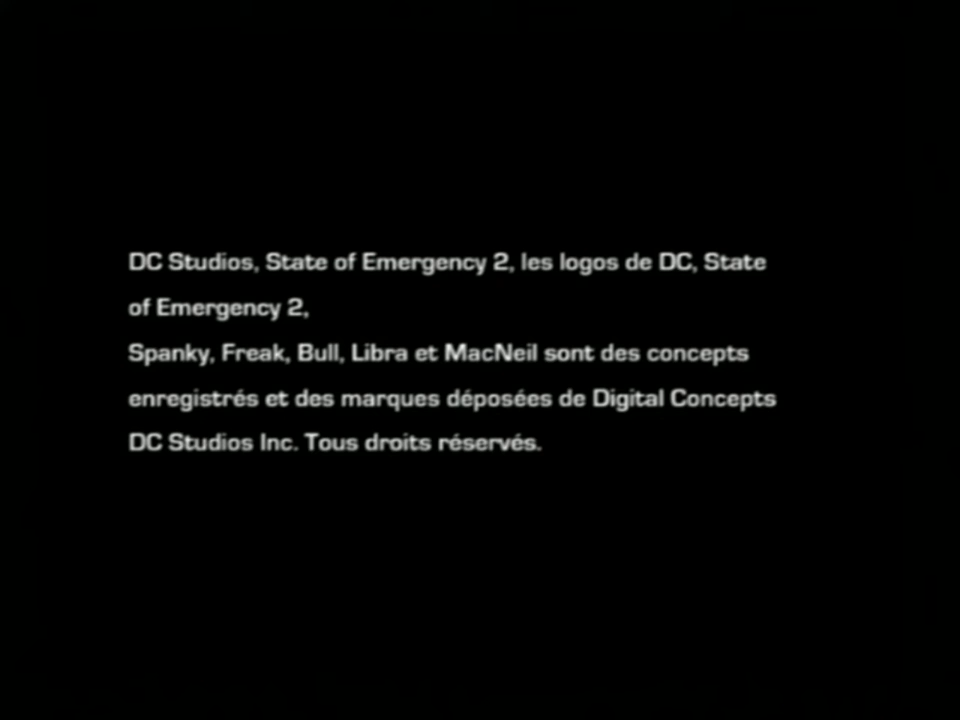 DC Studios, State of Emergency 2, les logos de DC, State
of Emergency 2,
Spanky, Freak, Bull, Libra et MacNeil sont des concepts
enregistrés et des marques déposées de Digital Concepts
DC Studios Inc. Tous droits réservés.